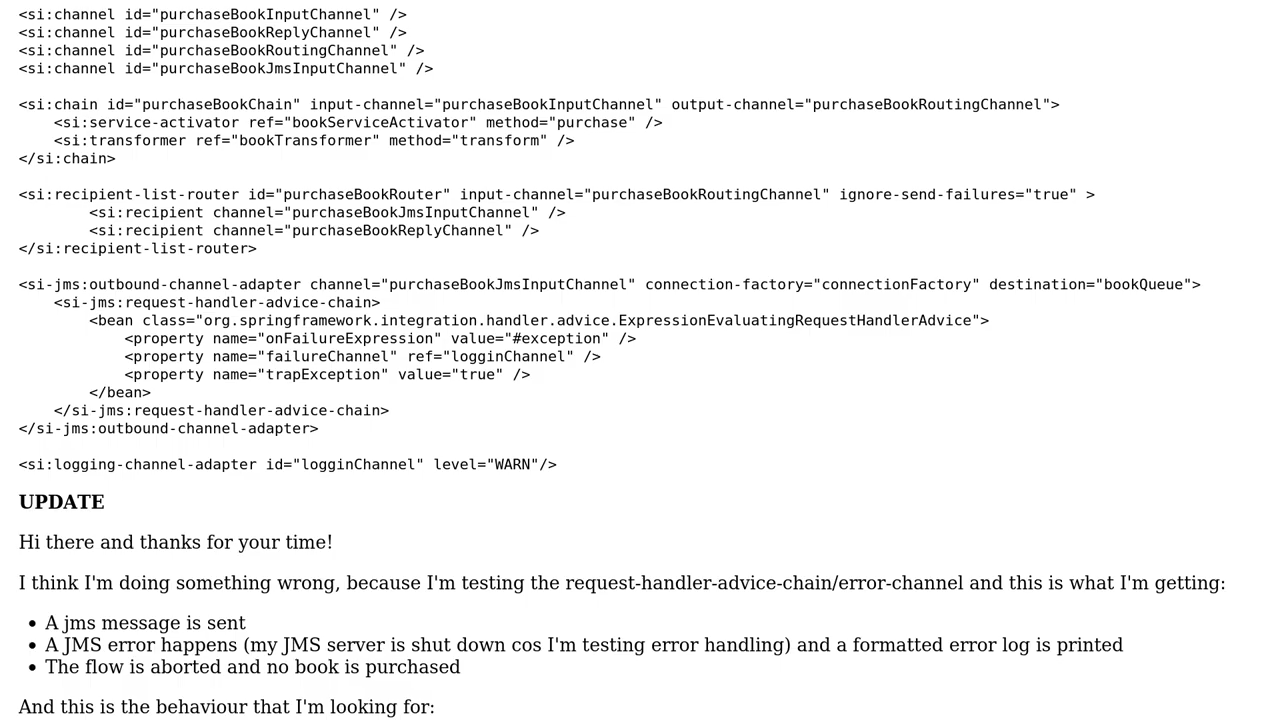 <si:channel id="purchaseBookInputChannel" />
<si:channel id="purchaseBookReplyChannel" />
<si:channel id="purchaseBookRoutingChannel" />
<si:channel id="purchaseBookJmsInputChannel" />

<si:chain id="purchaseBookChain" input-channel="purchaseBookInputChannel" output-channel="purchaseBookRoutingChannel">
    <si:service-activator ref="bookServiceActivator" method="purchase" />
    <si:transformer ref="bookTransformer" method="transform" />
</si:chain>

<si:recipient-list-router id="purchaseBookRouter" input-channel="purchaseBookRoutingChannel" ignore-send-failures="true" >
        <si:recipient channel="purchaseBookJmsInputChannel" />
        <si:recipient channel="purchaseBookReplyChannel" />
</si:recipient-list-router>

<si-jms:outbound-channel-adapter channel="purchaseBookJmsInputChannel" connection-factory="connectionFactory" destination="bookQueue">
    <si-jms:request-handler-advice-chain>
        <bean class="org.springframework.integration.handler.advice.ExpressionEvaluatingRequestHandlerAdvice">
            <property name="onFailureExpression" value="#exception" />
            <property name="failureChannel" ref="logginChannel" />
            <property name="trapException" value="true" />
        </bean>
    </si-jms:request-handler-advice-chain>
</si-jms:outbound-channel-adapter>

<si:logging-channel-adapter id="logginChannel" level="WARN"/>
UPDATE
Hi there and thanks for your time!
I think I'm doing something wrong, because I'm testing the request-handler-advice-chain/error-channel and this is what I'm getting:
• A jms message is sent
• A JMS error happens (my JMS server is shut down cos I'm testing error handling) and a formatted error log is printed
• The flow is aborted and no book is purchased
And this is the behaviour that I'm looking for: